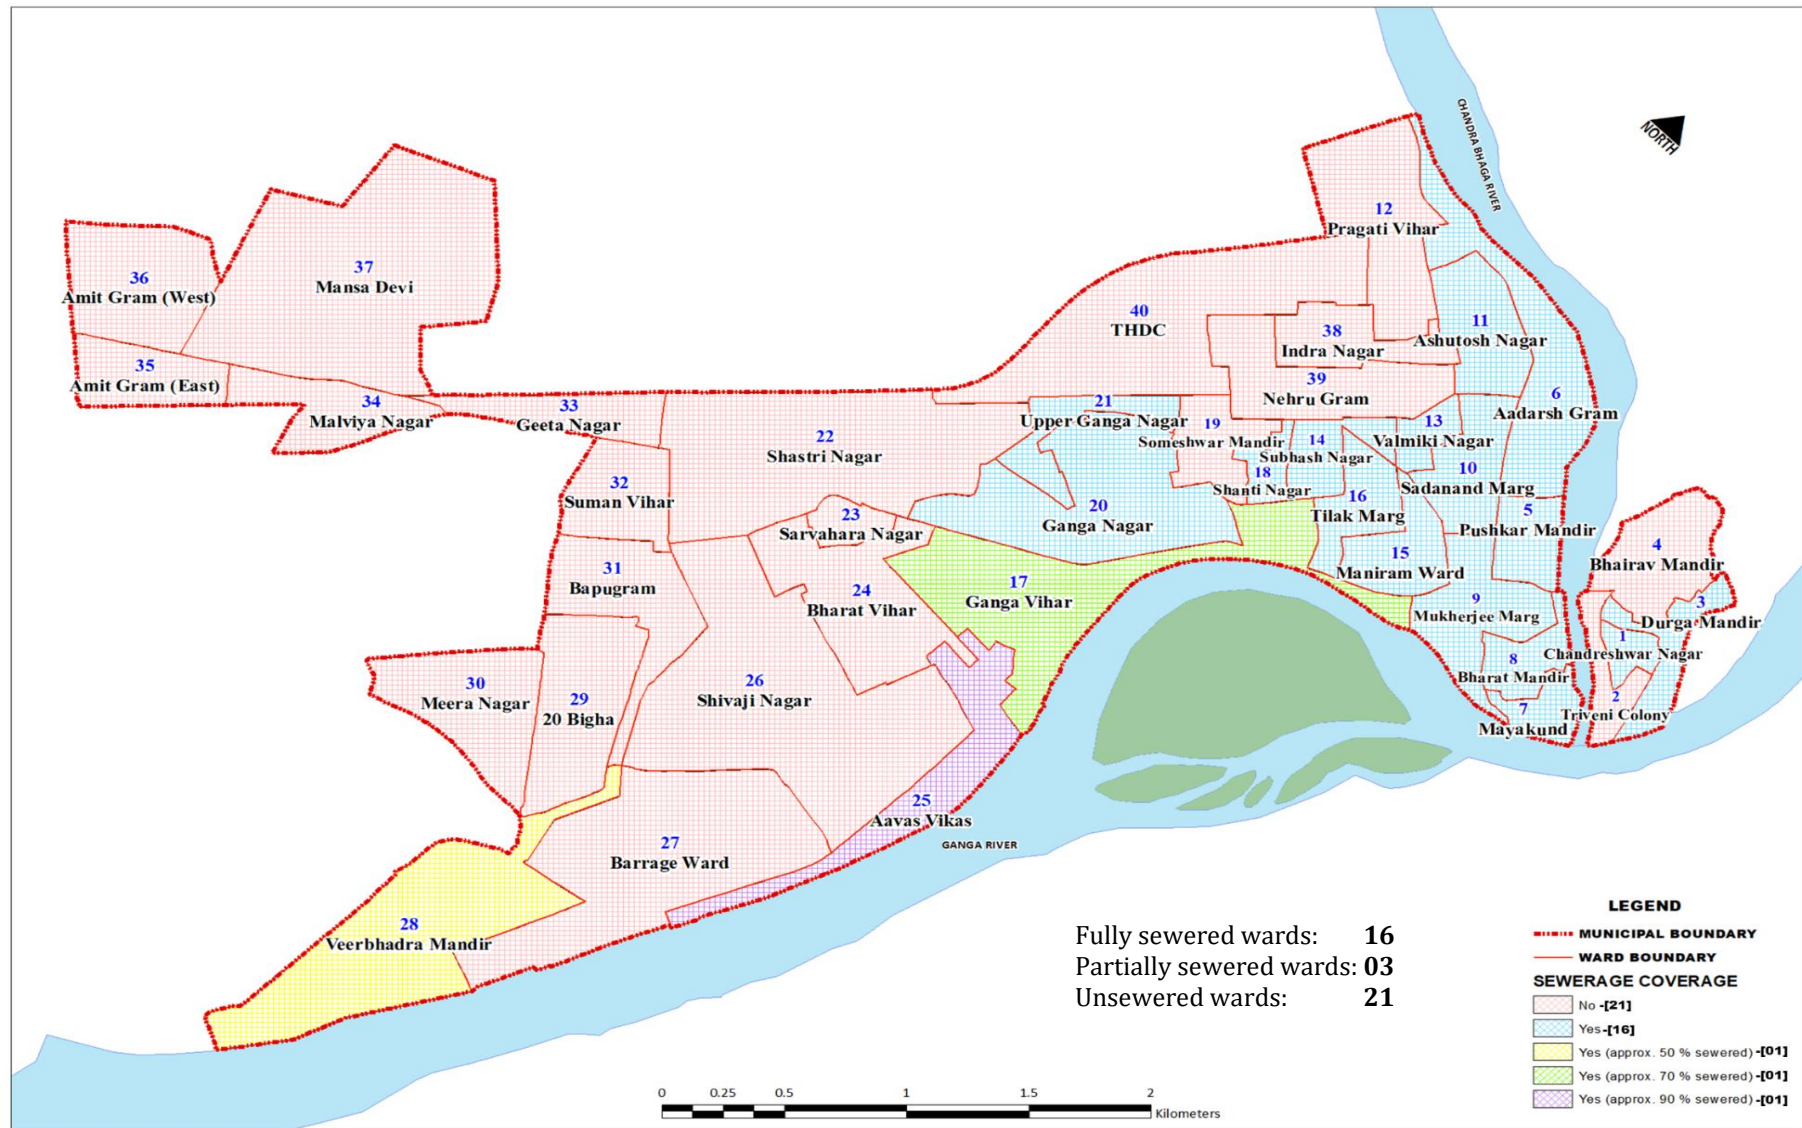 CHANDRA BHAGA RIVER
NORTH
12
Pragati Vihar
37
Mansa Devi
36
Amit Gram (West)
40
THDC
38
Indra Nagar
11
Ashutosh Nagar
35
Amit Gram (East)
39
Nehru Gram
6
Aadarsh Gram
34
Malviya Nagar
33
Geeta Nagar
21
Upper Ganga Nagar
19
Someshwar Mandir
14
Subhash Nagar
13
Valmiki Nagar
22
Shastri Nagar
18
Shanti Nagar
10
Sadanand Marg
32
Suman Vihar
23
Sarvahara Nagar
20
Ganga Nagar
16
Tilak Marg
5
Pushkar Mandir
4
Bhairav Mandir
31
Bapugram
24
Bharat Vihar
17
Ganga Vihar
15
Maniram Ward
9
Mukherjee Marg
3
Durga Mandir
1
Chandreshwar Nagar
30
Meera Nagar
29
20 Bigha
26
Shivaji Nagar
8
Bharat Mandir
7
Mayakund
2
Triveni Colony
25
Aavas Vikas
GANGA RIVER
27
Barrage Ward
28
Veerbhadra Mandir
Fully sewered wards: 16
Partially sewered wards: 03
Unsewered wards: 21
LEGEND
MUNICIPAL BOUNDARY
WARD BOUNDARY
SEWERAGE COVERAGE
No -[21]
Yes -[16]
Yes (approx. 50 % sewered) -[01]
Yes (approx. 70 % sewered) -[01]
Yes (approx. 90 % sewered) -[01]
0 0.25 0.5 1 1.5 2
Kilometers